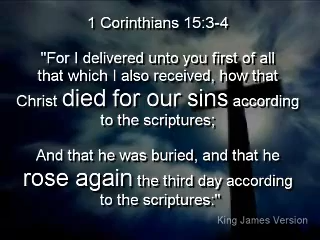 1 Corinthians 15:3-4
"For I delivered unto you first of all
that which I also received, how that
Christ died for our sins according
to the scriptures;
And that he was buried, and that he
rose again the third day according
to the scriptures:"
King James Version